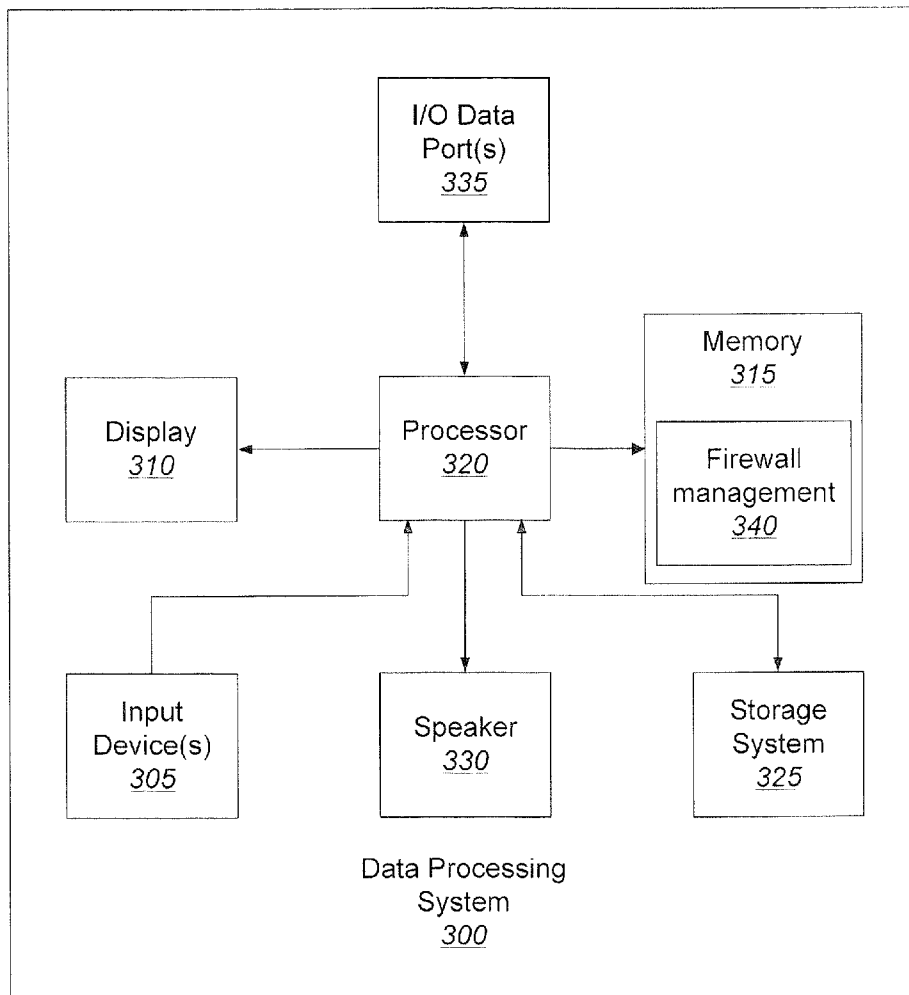 I/O Data
Port(s)
335
Memory
315
Display
310
Processor
320
Firewall
management
340
Input
Device(s)
305
Speaker
330
Storage
System
325
Data Processing
System
300